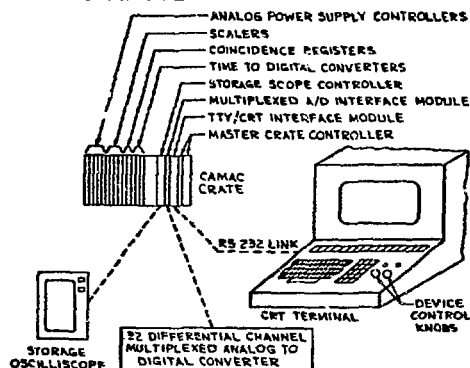 ANALOG POWER SUPPLY CONTROLLERS
SCALERS
COINCIDENCE REGISTERS
TIME TO DIGITAL CONVERTERS
STORAGE SCOPE CONTROLLER
MULTIPLEXED A/D INTERFACE MODULE
TTY/CRT INTERFACE MODULE
MASTER CRATE CONTROLLER
CAMAC
CRATE
RS 232 LINK
CRT TERMINAL
DEVICE
CONTROL
KNOBS
STORAGE
OSCILLISCOPE
32 DIFFERENTIAL CHANNEL
MULTIPLEXED ANALOG TO
DIGITAL CONVERTER